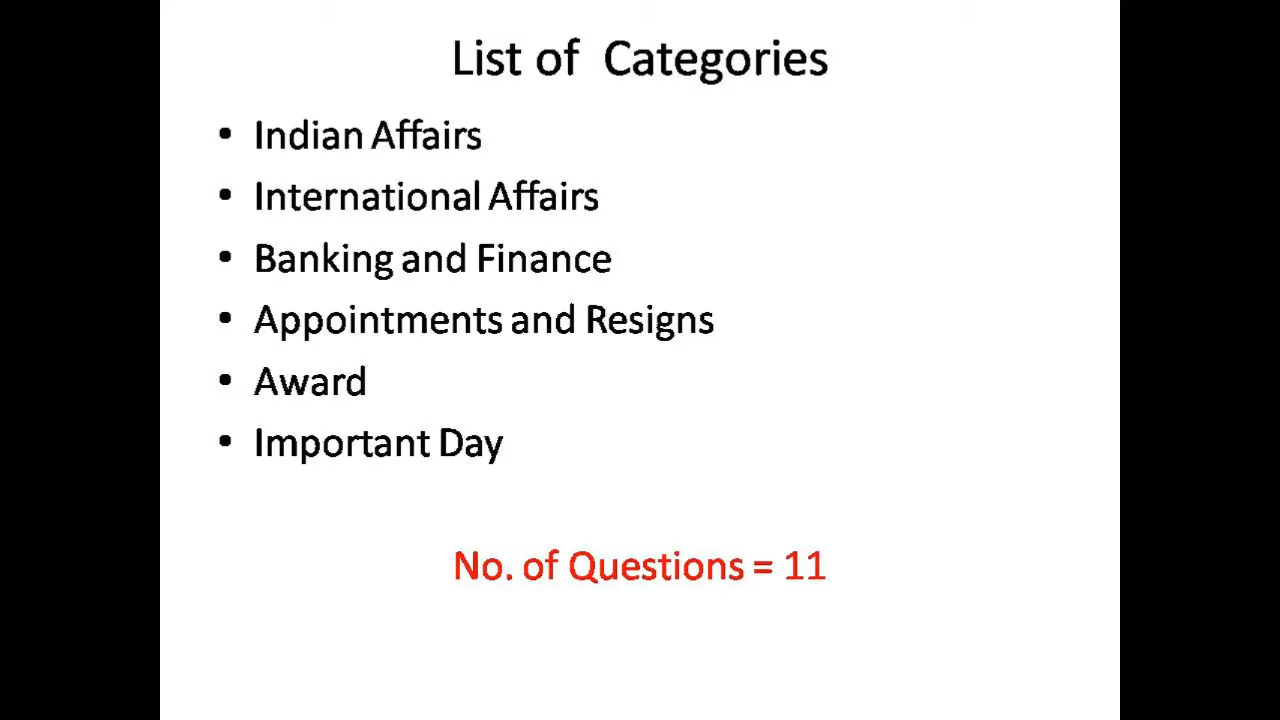 List of Categories
• Indian Affairs
• International Affairs
• Banking and Finance
• Appointments and Resigns
• Award
• Important Day
No. of Questions = 11